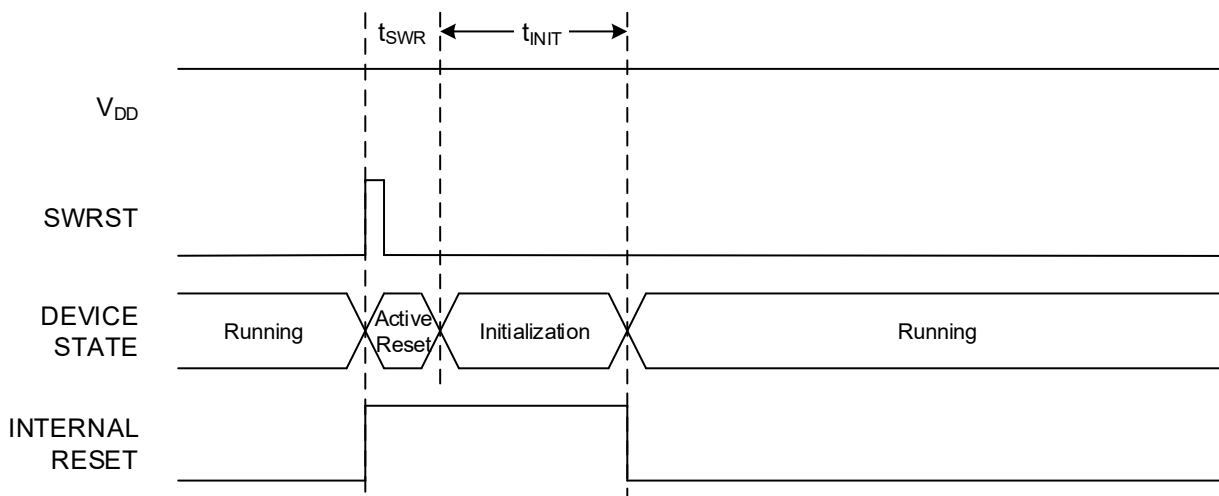 tSWR
tINIT
VDD
SWRST
DEVICE
STATE
Running
Active
Reset
Initialization
Running
INTERNAL
RESET